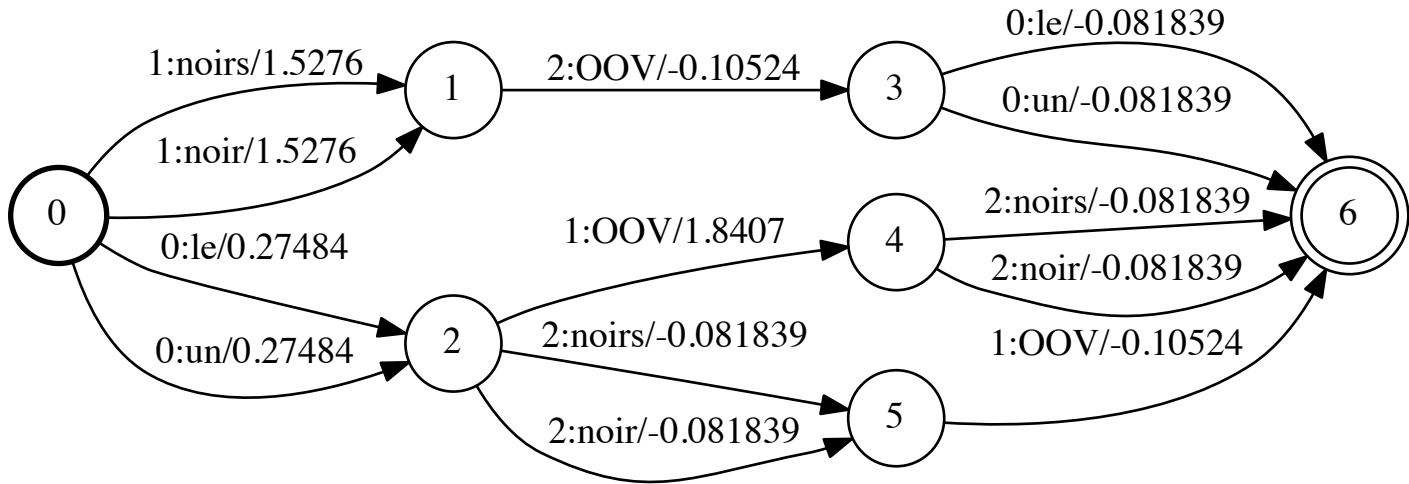 0:le/-0.081839
1:noirs/1.5276
1
2:OOV/-0.10524
3
0:un/-0.081839
1:noir/1.5276
0
0:le/0.27484
1:OOV/1.8407
4
2:noirs/-0.081839
6
2:noir/-0.081839
0:un/0.27484
2
2:noirs/-0.081839
1:OOV/-0.10524
5
2:noir/-0.081839